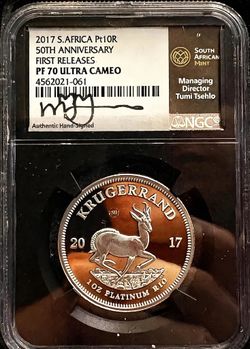 2017 S.AFRICA Pt10R
50TH ANNIVERSARY
FIRST RELEASES
PF 70 ULTRA CAMEO
4562021-061
Authentic Hand Signed
SOUTH
AFRICAN
MINT
Managing
Director
Tumi Tsehlo
NGC
KRUGERRAND
50
20 17
1 OZ PLATINUM R10